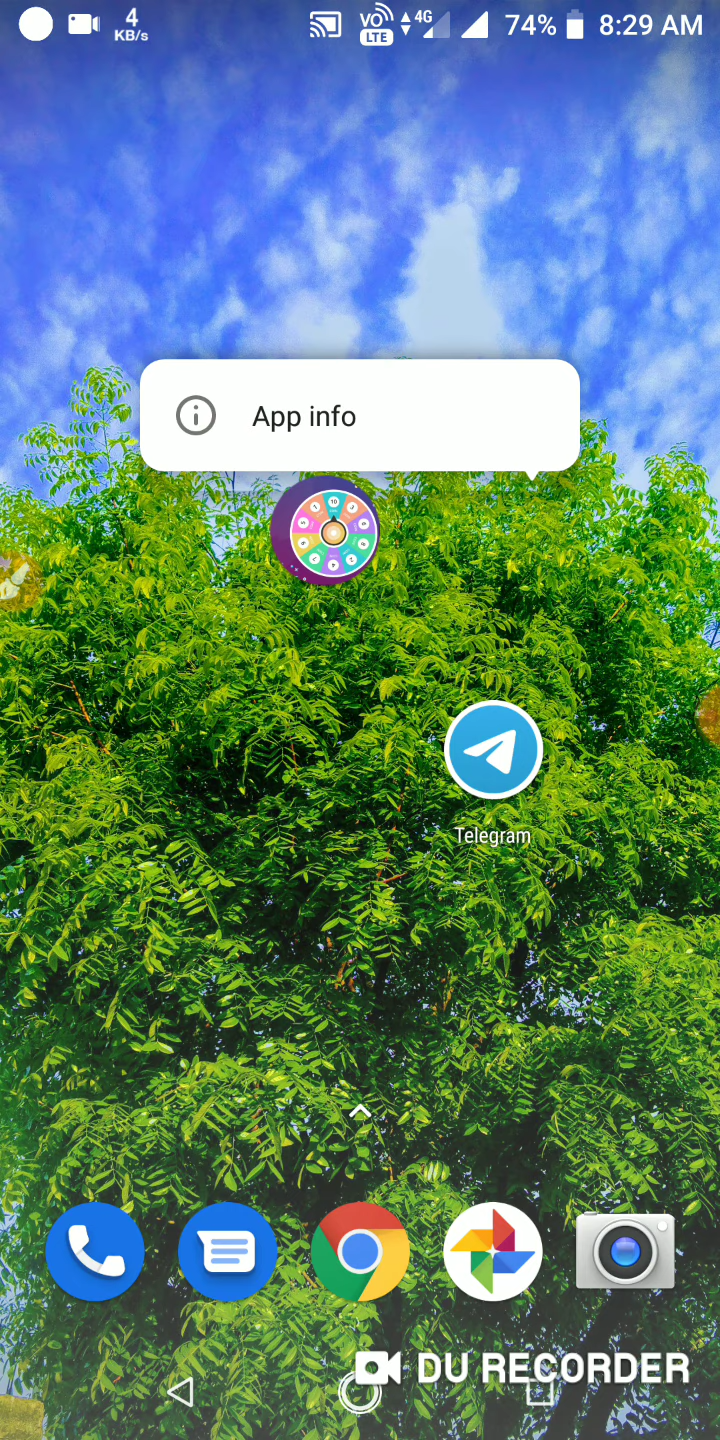 4
KB/s
VO
LTE
4G
74%
8:29 AM
App info
Telegram
DU RECORDER